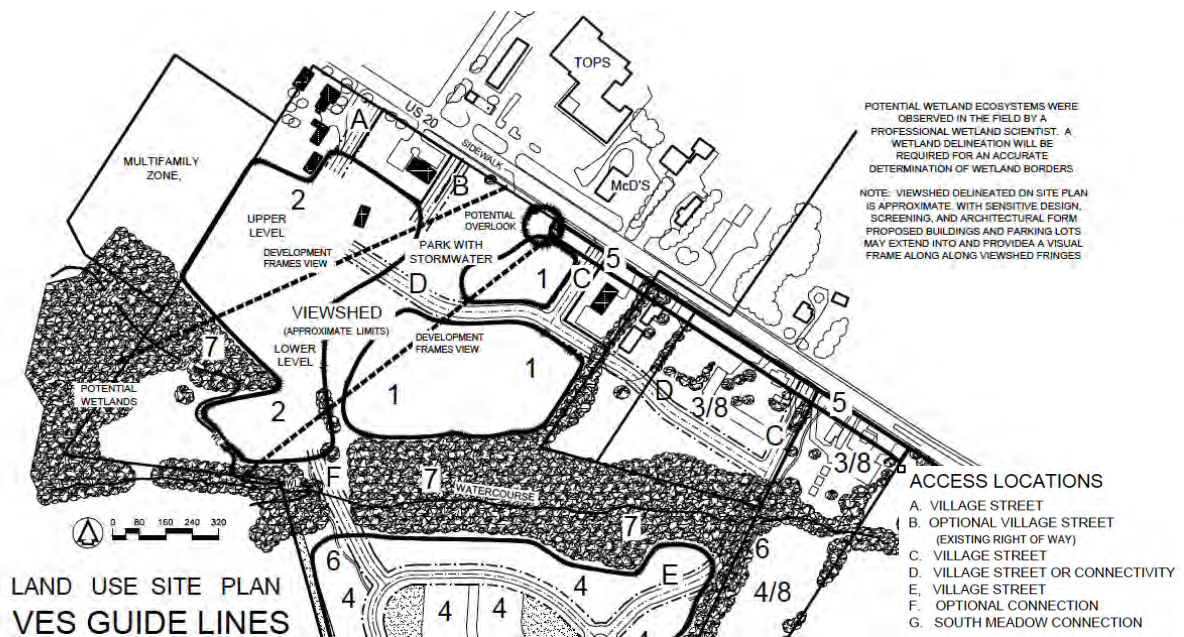 TOPS
US 20
SIDEWALK
McD'S
A
B
MULTIFAMILY
ZONE,
2
UPPER
LEVEL
DEVELOPMENT
FRAMES VIEW
POTENTIAL
OVERLOOK
PARK WITH
STORMWATER
D
1
C
5
VIEWSHED
(APPROXIMATE LIMITS)
LOWER
LEVEL
DEVELOPMENT
FRAMES VIEW
7
POTENTIAL
WETLANDS
2
1
1
D
3/8
C
5
3/8
F
7
WATERCOURSE
7
6
4
4
4
4
E
6
4/8
POTENTIAL WETLAND ECOSYSTEMS WERE
OBSERVED IN THE FIELD BY A
PROFESSIONAL WETLAND SCIENTIST. A
WETLAND DELINEATION WILL BE
REQUIRED FOR AN ACCURATE
DETERMINATION OF WETLAND BORDERS
NOTE: VIEWSHED DELINEATED ON SITE PLAN
IS APPROXIMATE, WITH SENSITIVE DESIGN,
SCREENING, AND ARCHITECTURAL FORM
PROPOSED BUILDINGS AND PARKING LOTS
MAY EXTEND INTO AND PROVIDEA A VISUAL
FRAME ALONG ALONG VIEWSHED FRINGES
ACCESS LOCATIONS
A. VILLAGE STREET
B. OPTIONAL VILLAGE STREET
(EXISTING RIGHT OF WAY)
C. VILLAGE STREET
D. VILLAGE STREET OR CONNECTIVITY
E, VILLAGE STREET
F. OPTIONAL CONNECTION
G. SOUTH MEADOW CONNECTION
0 80 160 240 320
LAND USE SITE PLAN
VES GUIDE LINES